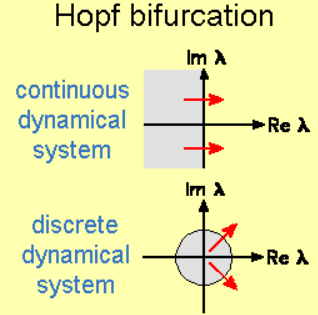 Hopf bifurcation
Im λ
continuous
dynamical
system
Re λ
Im λ
discrete
dynamical
system
Re λ